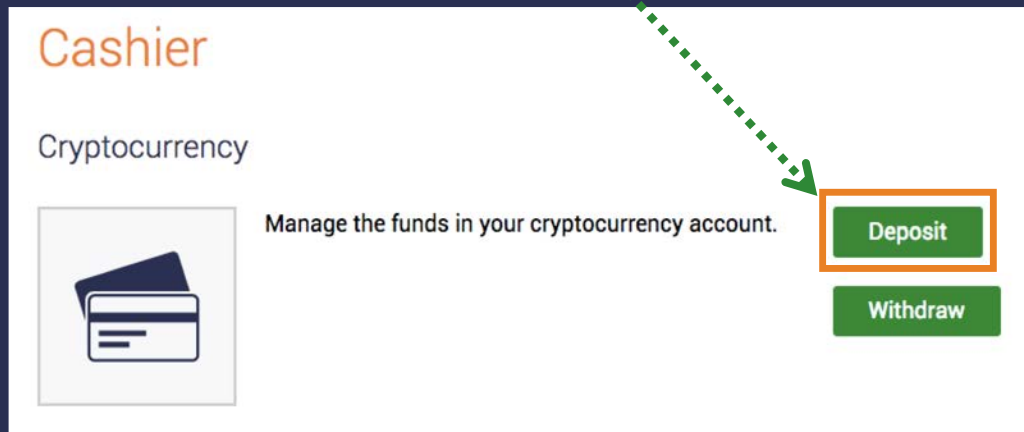 Cashier
Cryptocurrency
Manage the funds in your cryptocurrency account.
Deposit
Withdraw